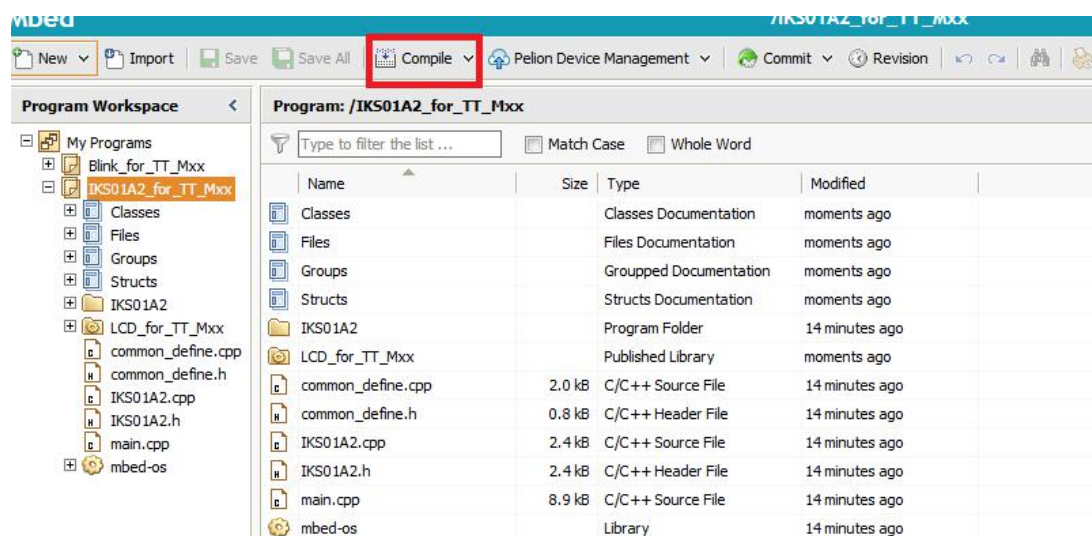 mbed /IKS01A2_for_TT_Mxx
New Import Save Save All Compile Pelion Device Management Commit Revision
Program Workspace <
My Programs
Blink_for_TT_Mxx
IKS01A2_for_TT_Mxx
Classes
Files
Groups
Structs
IKS01A2
LCD_for_TT_Mxx
common_define.cpp
common_define.h
IKS01A2.cpp
IKS01A2.h
main.cpp
mbed-os
Program: /IKS01A2_for_TT_Mxx
Type to filter the list ... Match Case Whole Word
Name Size Type Modified
Classes Classes Documentation moments ago
Files Files Documentation moments ago
Groups Groupped Documentation moments ago
Structs Structs Documentation moments ago
IKS01A2 Program Folder 14 minutes ago
LCD_for_TT_Mxx Published Library moments ago
common_define.cpp 2.0 kB C/C++ Source File 14 minutes ago
common_define.h 0.8 kB C/C++ Header File 14 minutes ago
IKS01A2.cpp 2.4 kB C/C++ Source File 14 minutes ago
IKS01A2.h 2.4 kB C/C++ Header File 14 minutes ago
main.cpp 8.9 kB C/C++ Source File 14 minutes ago
mbed-os Library 14 minutes ago